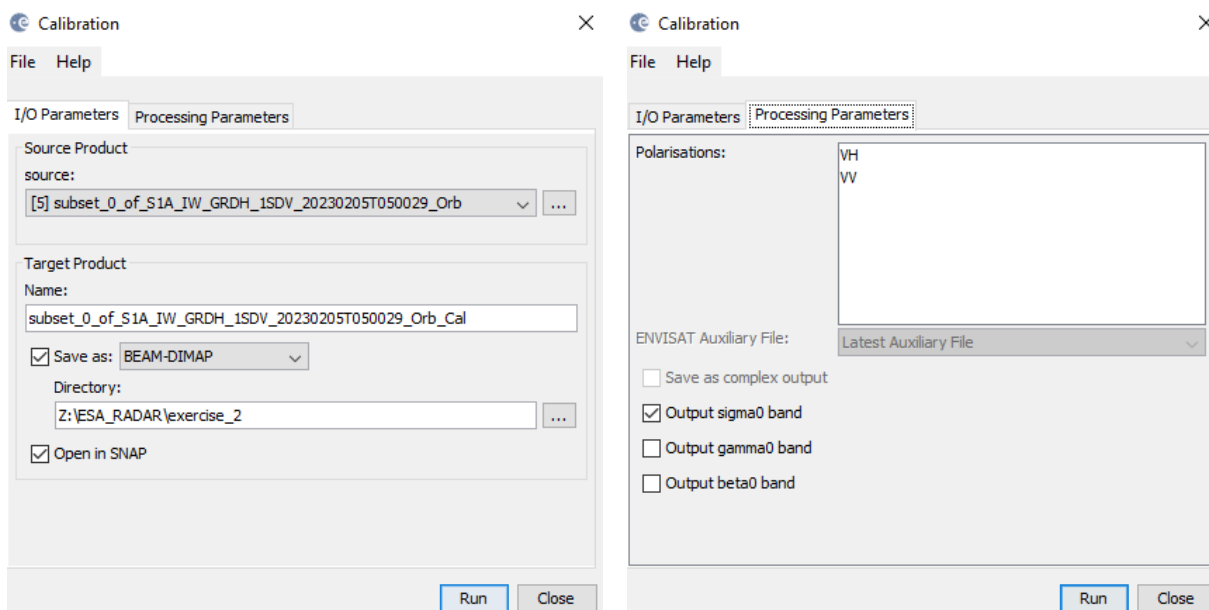 Calibration
File Help
I/O Parameters Processing Parameters
Source Product
source:
[5] subset_0_of_S1A_IW_GRDH_1SDV_20230205T050029_Orb
...
Target Product
Name:
subset_0_of_S1A_IW_GRDH_1SDV_20230205T050029_Orb_Cal
Save as: BEAM-DIMAP
Directory:
Z:\ESA_RADAR\exercise_2
...
Open in SNAP
Run Close
Calibration
File Help
I/O Parameters Processing Parameters
Polarisations:
VH
VV
ENVISAT Auxiliary File: Latest Auxiliary File
Save as complex output
Output sigma0 band
Output gamma0 band
Output beta0 band
Run Close